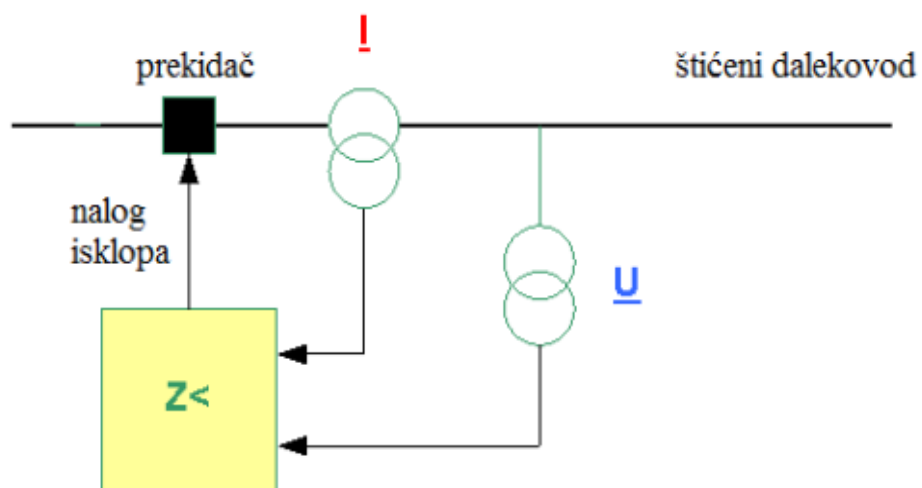 I
prekidač
štićeni dalekovod
nalog
isklopa
U
Z<